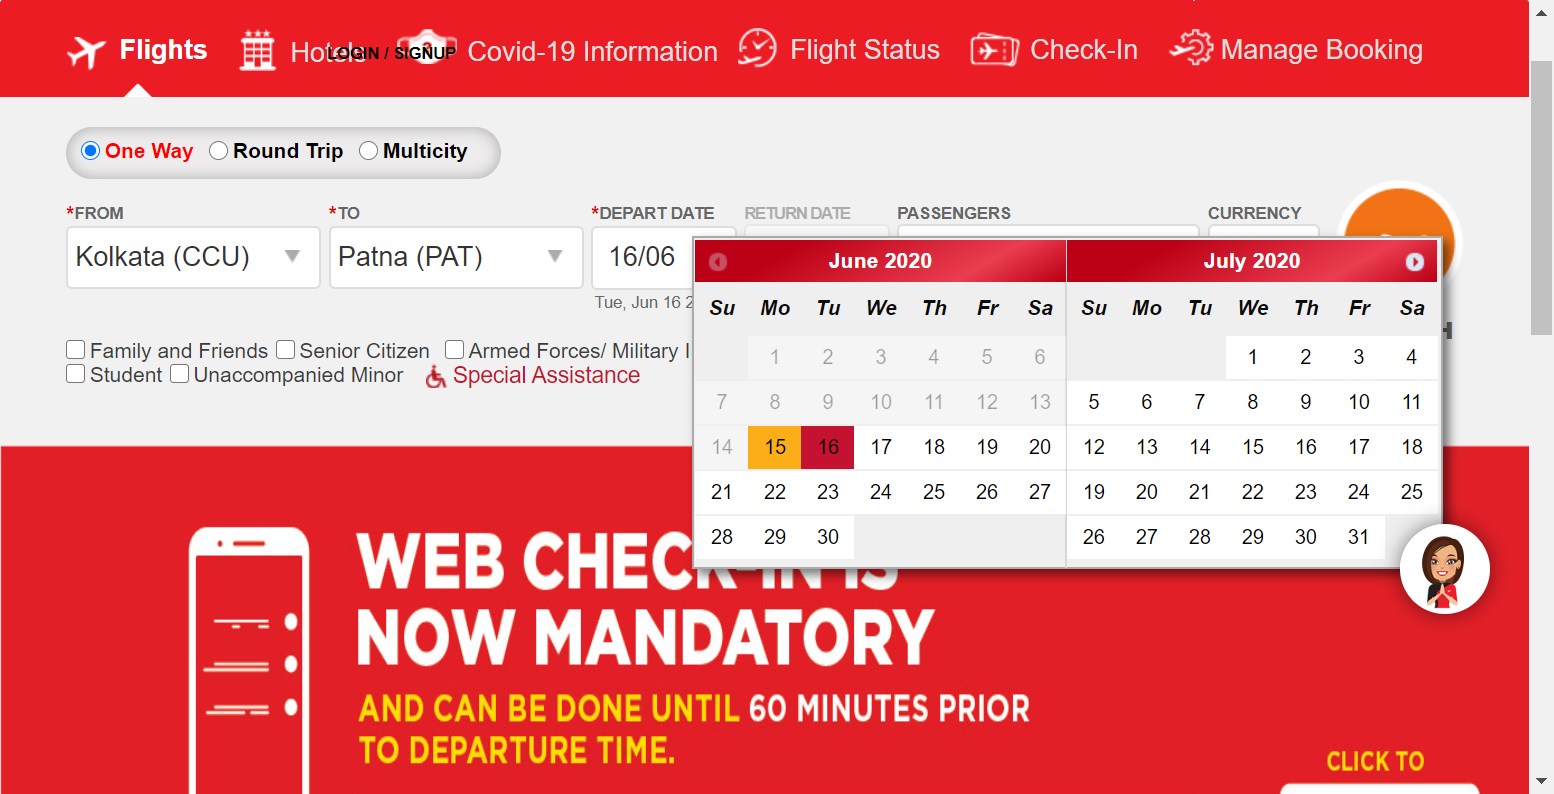 Flights Hotels LOGIN / SIGNUP Covid-19 Information Flight Status Check-In Manage Booking
One Way Round Trip Multicity
*FROM *TO *DEPART DATE RETURN DATE PASSENGERS CURRENCY
Kolkata (CCU) Patna (PAT) 16/06
Tue, Jun 16 2
June 2020 July 2020
Su Mo Tu We Th Fr Sa Su Mo Tu We Th Fr Sa
1 2 3 4 5 6 1 2 3 4
7 8 9 10 11 12 13 5 6 7 8 9 10 11
14 15 16 17 18 19 20 12 13 14 15 16 17 18
21 22 23 24 25 26 27 19 20 21 22 23 24 25
28 29 30 26 27 28 29 30 31
Family and Friends Senior Citizen Armed Forces/ Military
Student Unaccompanied Minor Special Assistance
WEB CHECK-IN IS
NOW MANDATORY
AND CAN BE DONE UNTIL 60 MINUTES PRIOR
TO DEPARTURE TIME.
CLICK TO